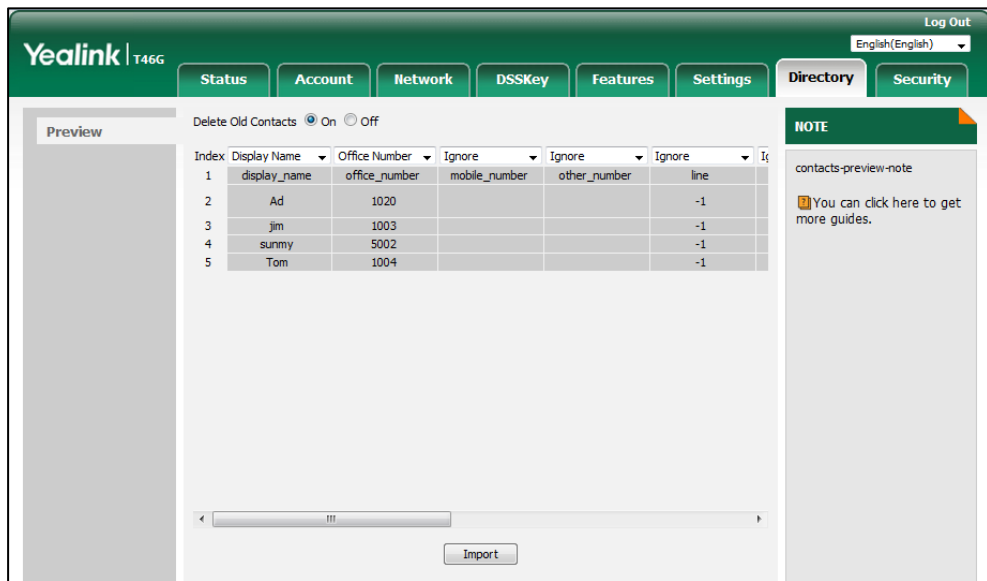 Log Out
Yealink | T46G
English(English)
Status Account Network DSSKey Features Settings Directory Security
Preview
Delete Old Contacts On Off
NOTE
Index Display Name Office Number Ignore Ignore Ignore
1 display_name office_number mobile_number other_number line
2 Ad 1020 -1
3 jim 1003 -1
4 sunmy 5002 -1
5 Tom 1004 -1
contacts-preview-note
You can click here to get
more guides.
Import